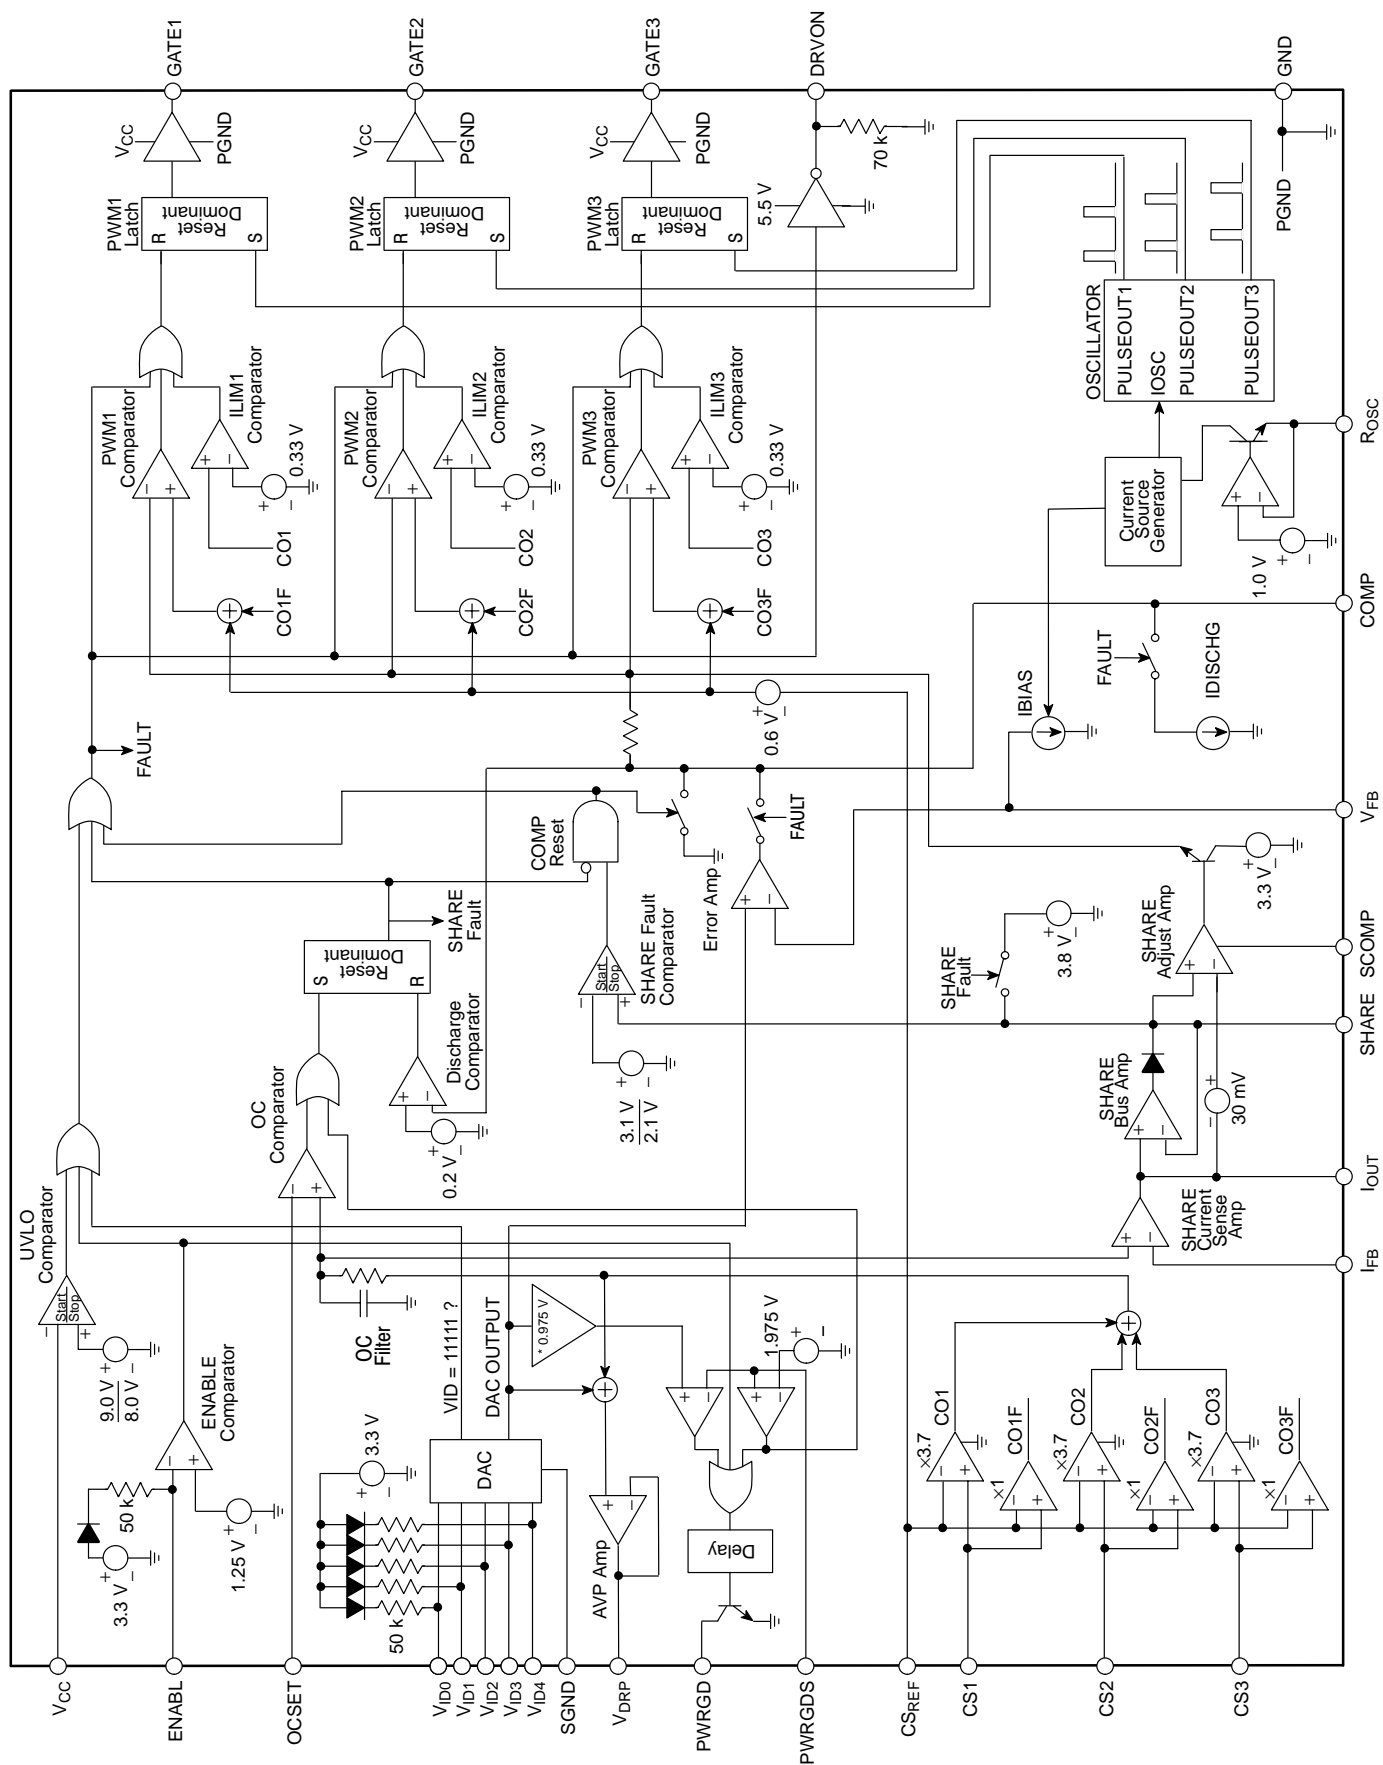 VCC
ENABL
OCSET
VID0
VID1
VID2
VID3
VID4
SGND
VDRP
PWRGD
PWRGDS
CSREF
CS1
CS2
CS3
3.3 V
+
−
50 k
1.25 V
+
−
ENABLE
Comparator
−
+
9.0 V
8.0 V
+
−
UVLO
Comparator
Start
Stop
−
+
50 k
3.3 V
+
−
DAC
VID = 11111 ?
DAC OUTPUT
OC
Filter
* 0.975 V
AVP Amp
+
−
+
Delay
1.975 V
+
−
+
−
+
−
OC
Comparator
−
+
0.2 V
+
−
Discharge
Comparator
+
−
S
Reset
Dominant
R
SHARE
Fault
3.1 V
2.1 V
+
−
SHARE Fault
Comparator
Start
Stop
−
+
COMP
Reset
Error Amp
+
−
FAULT
FAULT
0.6 V
+
−
×3.7
CO1
−
+
×1
CO1F
−
+
×3.7
CO2
−
+
×1
CO2F
−
+
×3.7
CO3
−
+
×1
CO3F
−
+
+
SHARE
Current
Sense
Amp
+
−
SHARE
Bus Amp
+
−
30 mV
−
+
SHARE
Adjust Amp
+
−
SHARE
Fault
3.8 V
+
−
3.3 V
+
−
IBIAS
FAULT
IDISCHG
CO1F
+
CO1
PWM1
Comparator
−
+
ILIM1
Comparator
+
−
0.33 V
+
−
PWM1
Latch
R
Reset
Dominant
S
VCC
PGND
GATE1
CO2F
+
CO2
PWM2
Comparator
−
+
ILIM2
Comparator
+
−
0.33 V
+
−
PWM2
Latch
R
Reset
Dominant
S
VCC
PGND
GATE2
CO3F
+
CO3
PWM3
Comparator
−
+
ILIM3
Comparator
+
−
0.33 V
+
−
PWM3
Latch
R
Reset
Dominant
S
VCC
PGND
GATE3
5.5 V
70 k
DRVON
Current
Source
Generator
1.0 V
+
−
+
−
OSCILLATOR
PULSEOUT1
IOSC
PULSEOUT2
PULSEOUT3
PGND
GND
IFB
IOUT
SHARE
SCOMP
VFB
COMP
ROSC